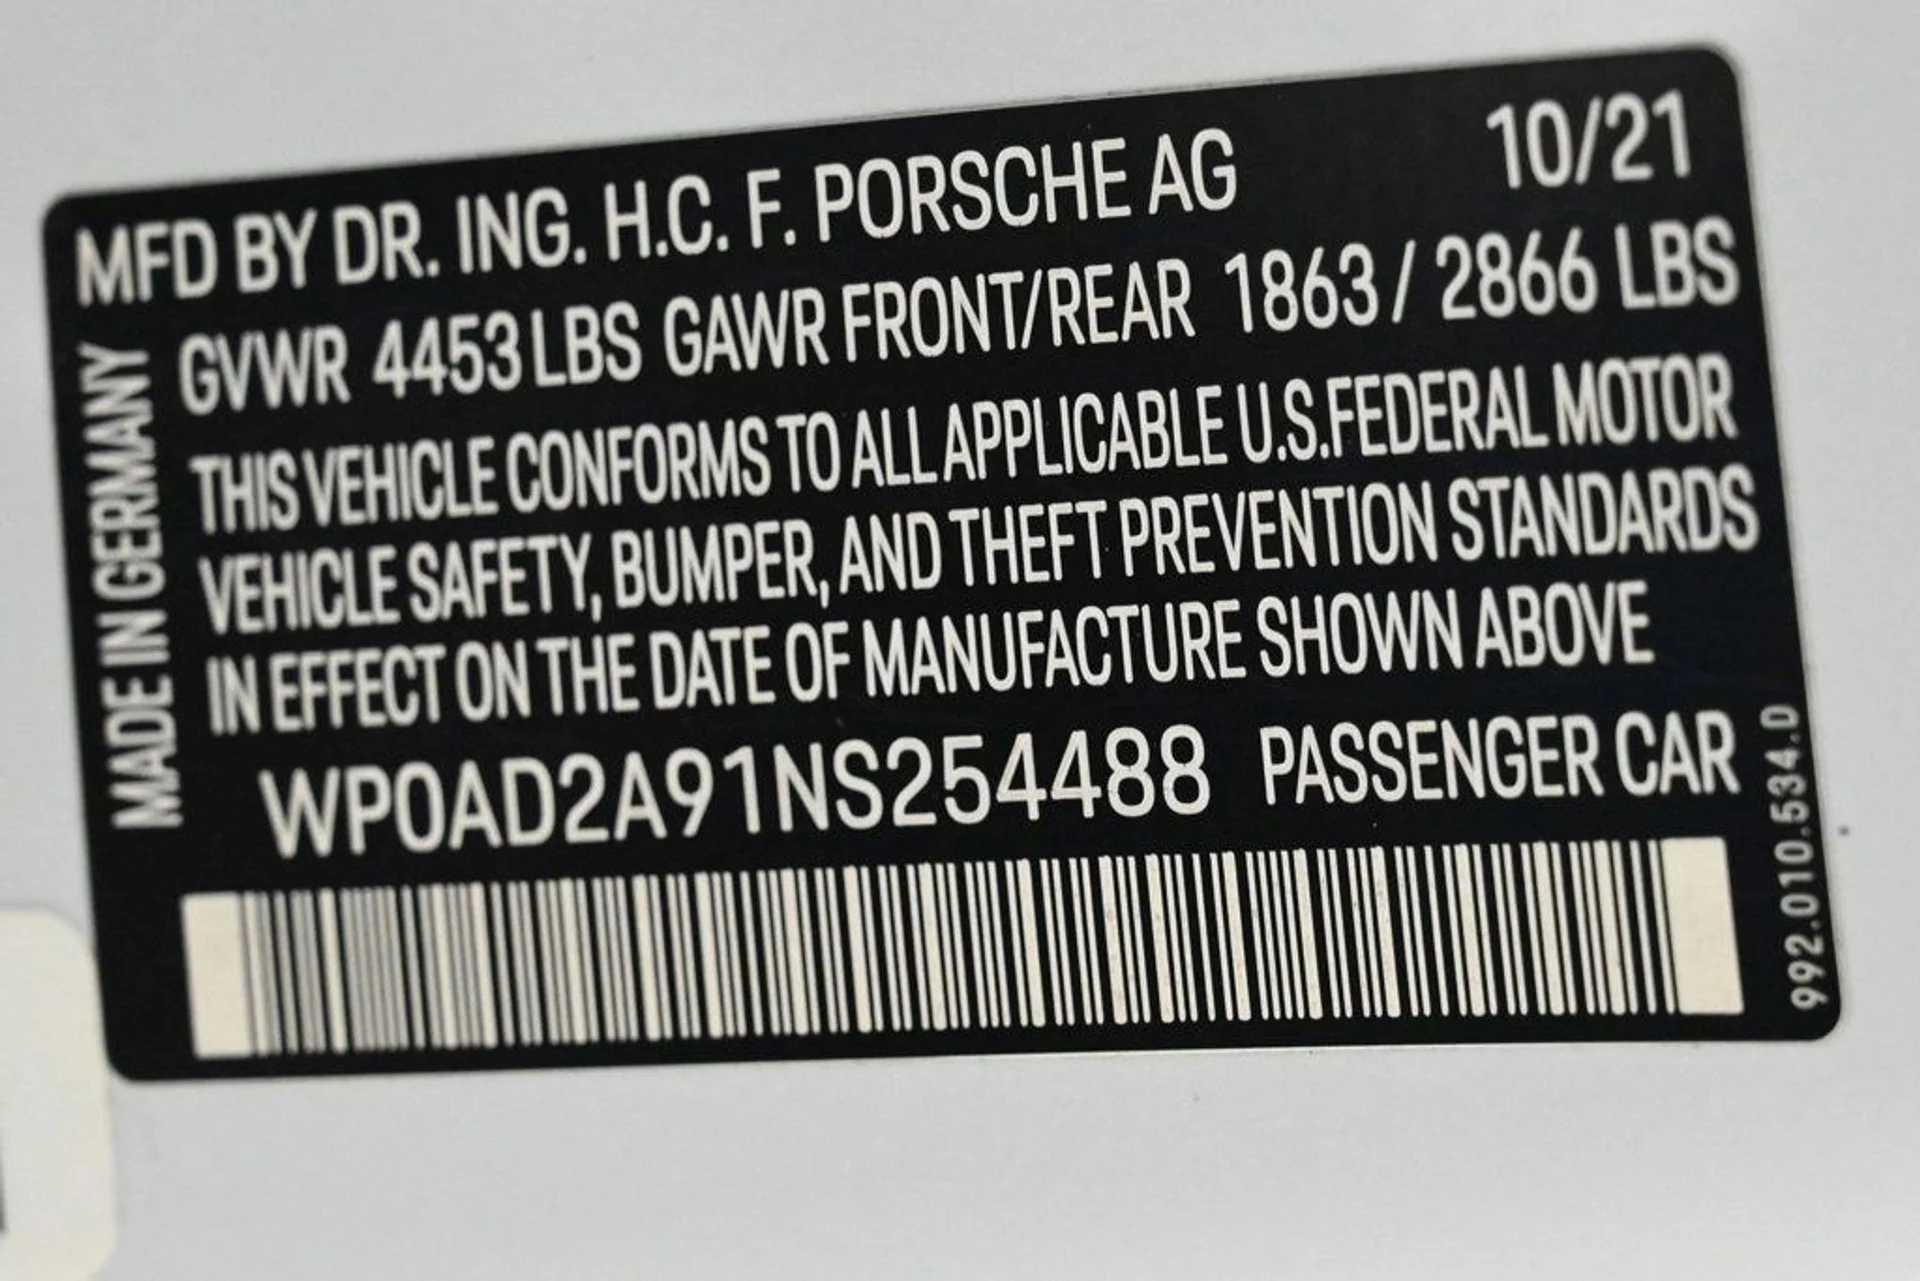 MFD BY DR. ING. H.C. F. PORSCHE AG 10/21
GVWR 4453 LBS GAWR FRONT/REAR 1863 / 2866 LBS
THIS VEHICLE CONFORMS TO ALL APPLICABLE U.S.FEDERAL MOTOR
VEHICLE SAFETY, BUMPER, AND THEFT PREVENTION STANDARDS
IN EFFECT ON THE DATE OF MANUFACTURE SHOWN ABOVE
WP0AD2A91NS254488 PASSENGER CAR
MADE IN GERMANY
992.010.534.0